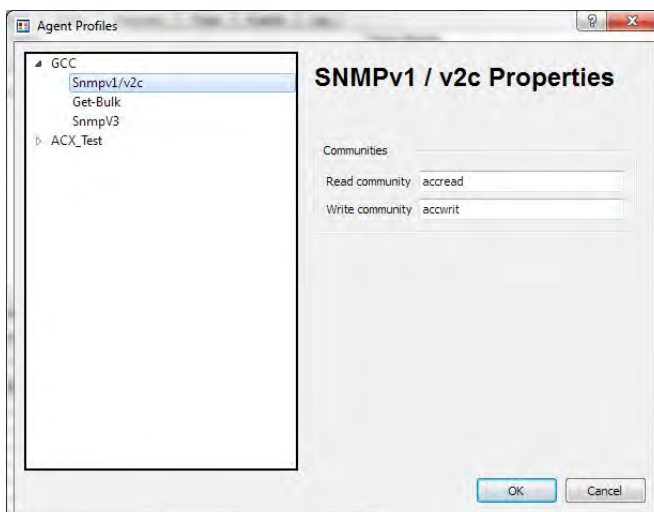 Agent Profiles
GCC
Snmpv1/v2c
Get-Bulk
SnmpV3
ACX_Test
SNMPv1 / v2c Properties
Communities
Read community accread
Write community accwrit
OK Cancel